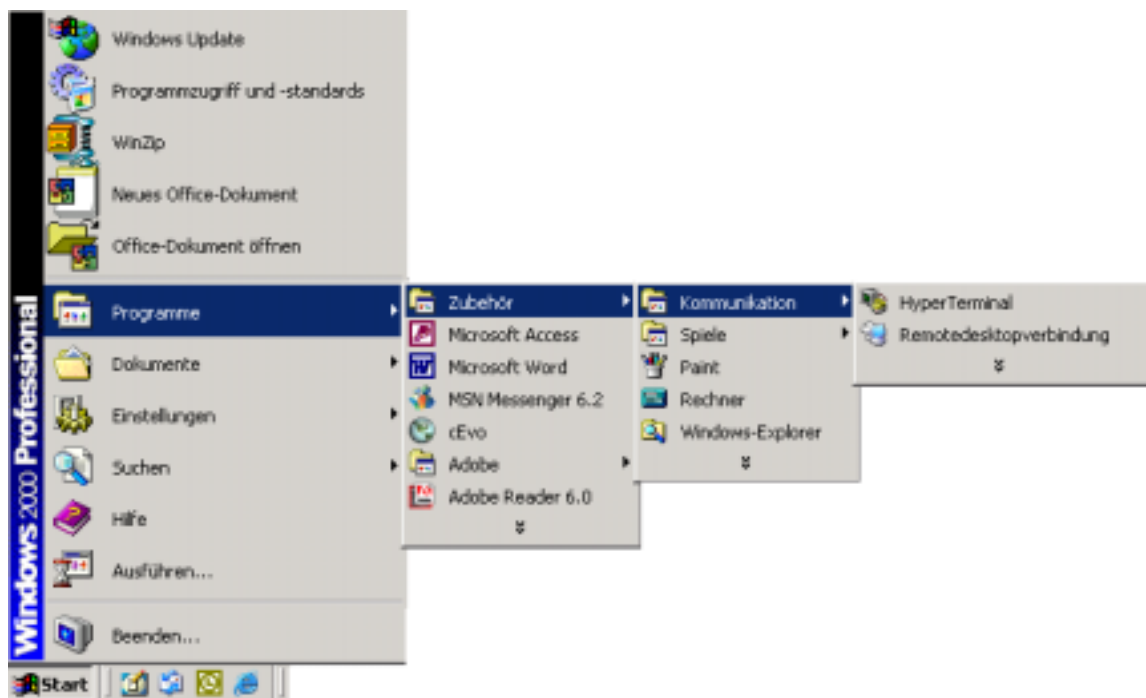 Windows Update
Programmzugriff und -standards
WinZip
Neues Office-Dokument
Office-Dokument öffnen
Programme
Dokumente
Einstellungen
Suchen
Hilfe
Ausführen...
Beenden...
Windows 2000 Professional
Start
Zubehör
Microsoft Access
Microsoft Word
MSN Messenger 6.2
cEvo
Adobe
Adobe Reader 6.0
Kommunikation
Spiele
Paint
Rechner
Windows-Explorer
HyperTerminal
Remotedesktopverbindung